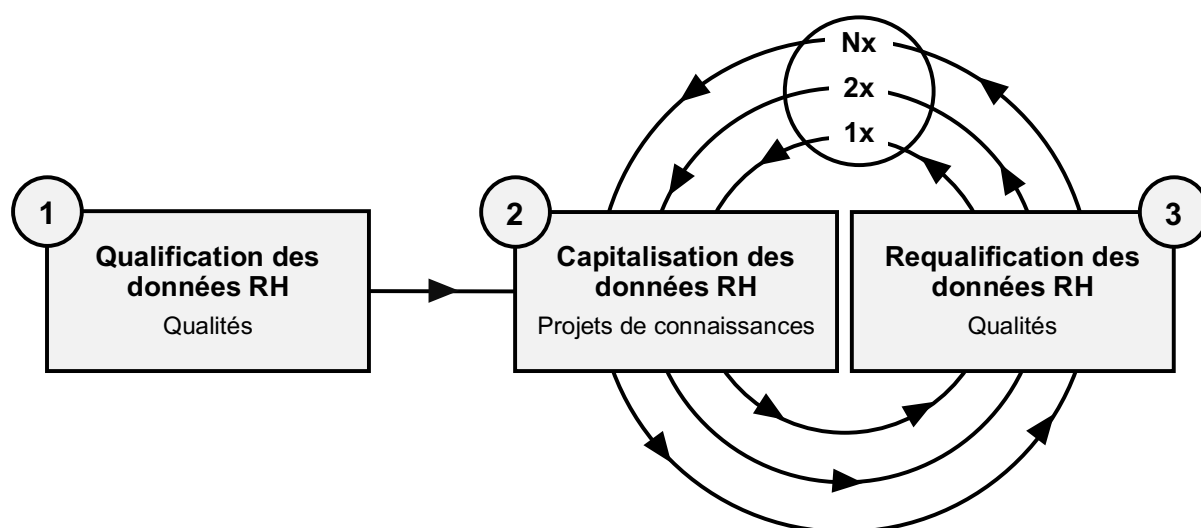 Nx
2x
1x
1
Qualification des
données RH
Qualités
2
Capitalisation des
données RH
Projets de connaissances
3
Requalification des
données RH
Qualités